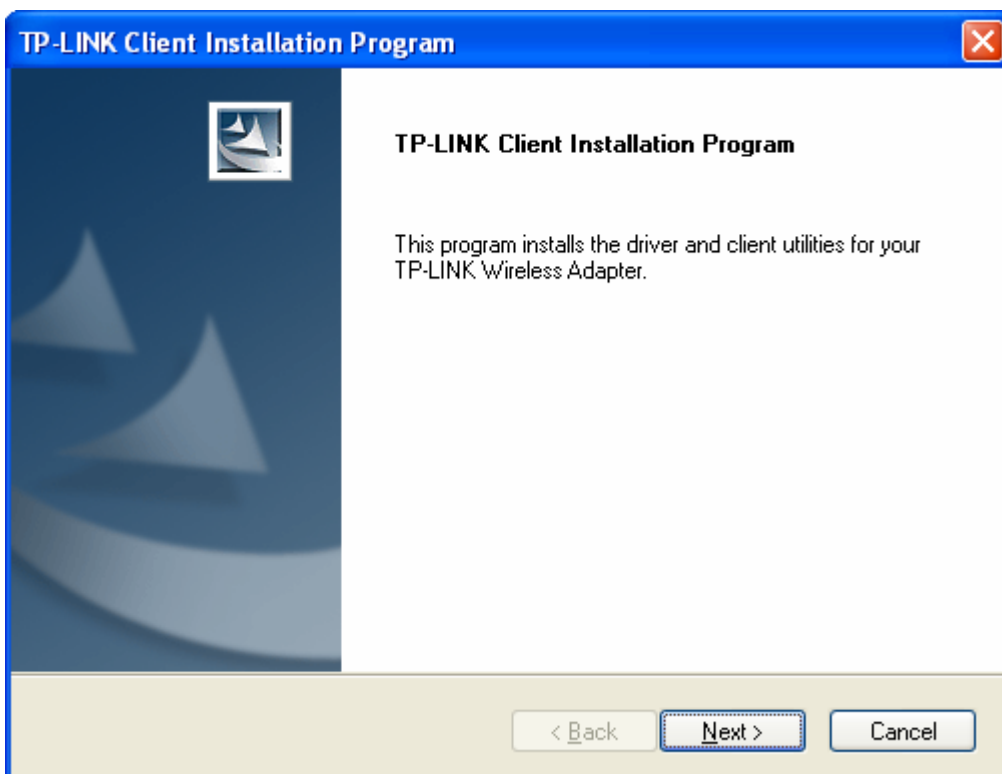 TP-LINK Client Installation Program
TP-LINK Client Installation Program
This program installs the driver and client utilities for your
TP-LINK Wireless Adapter.
< Back
Next >
Cancel